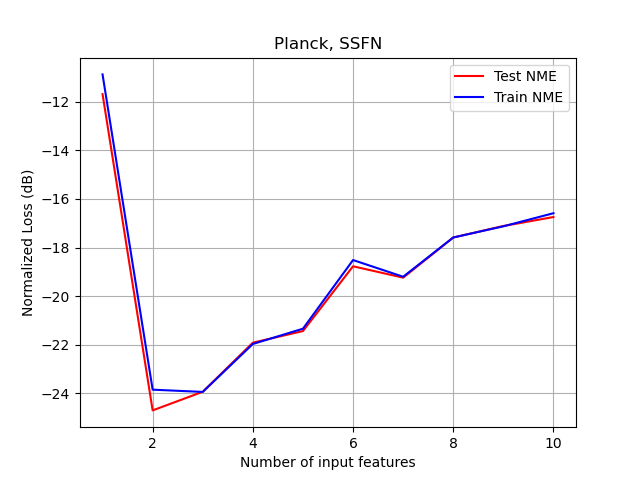 Planck, SSFN
Test NME
Train NME
−12
−14
−16
−18
−20
−22
−24
Normalized Loss (dB)
2
4
6
8
10
Number of input features